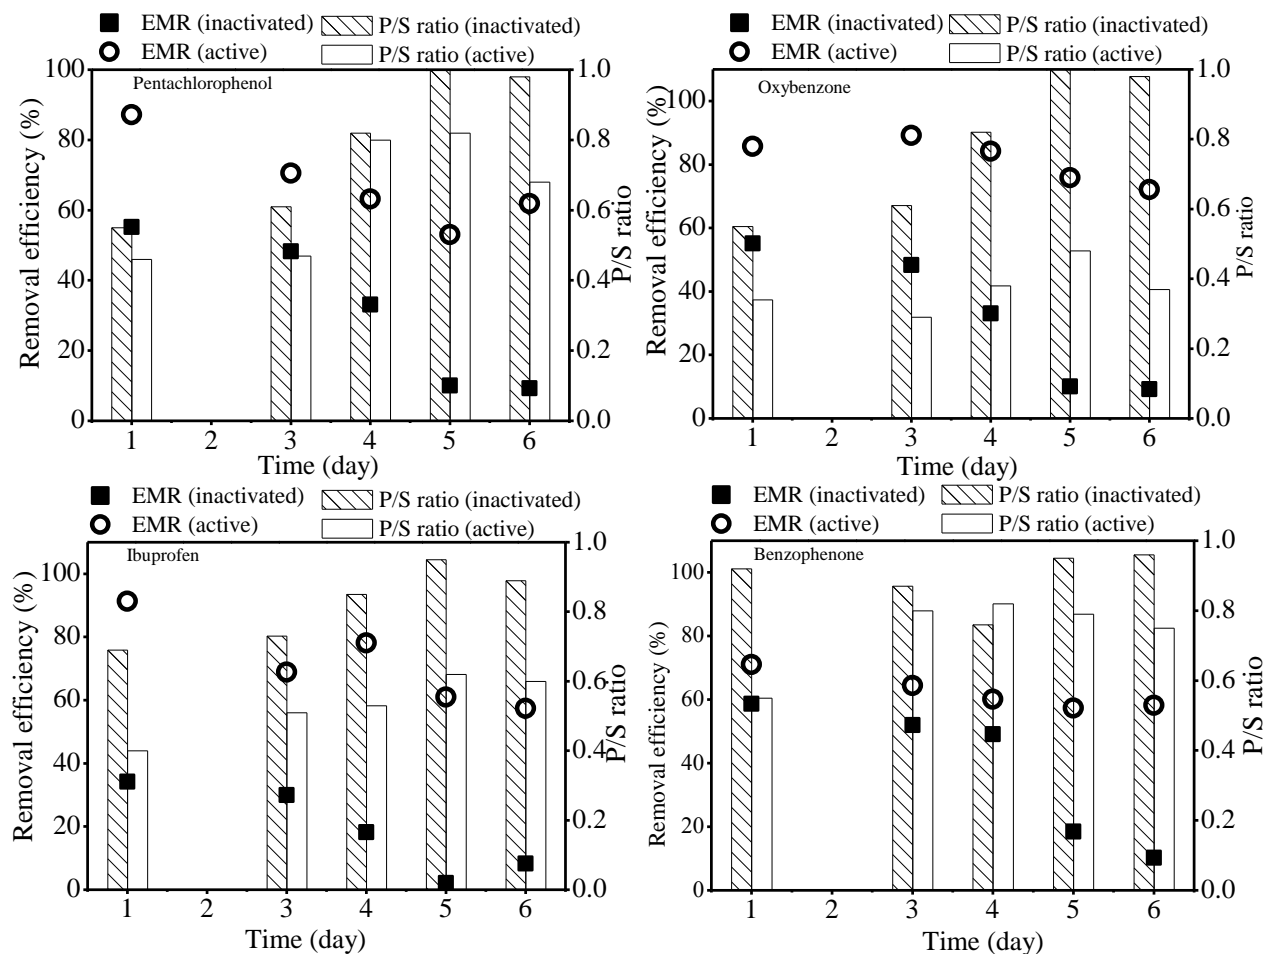 EMR (inactivated) P/S ratio (inactivated)
EMR (active) P/S ratio (active)
Pentachlorophenol
Removal efficiency (%)
100
80
60
40
20
0
1.0
0.8
0.6
0.4
0.2
0.0
P/S ratio
1 2 3 4 5 6
Time (day)
EMR (inactivated) P/S ratio (inactivated)
EMR (active) P/S ratio (active)
Oxybenzone
Removal efficiency (%)
100
80
60
40
20
0
1.0
0.8
0.6
0.4
0.2
0.0
P/S ratio
1 2 3 4 5 6
Time (day)
EMR (inactivated) P/S ratio (inactivated)
EMR (active) P/S ratio (active)
Ibuprofen
Removal efficiency (%)
100
80
60
40
20
0
1.0
0.8
0.6
0.4
0.2
0.0
P/S ratio
1 2 3 4 5 6
Time (day)
EMR (inactivated) P/S ratio (inactivated)
EMR (active) P/S ratio (active)
Benzophenone
Removal efficiency (%)
100
80
60
40
20
0
1.0
0.8
0.6
0.4
0.2
0.0
P/S ratio
1 2 3 4 5 6
Time (day)